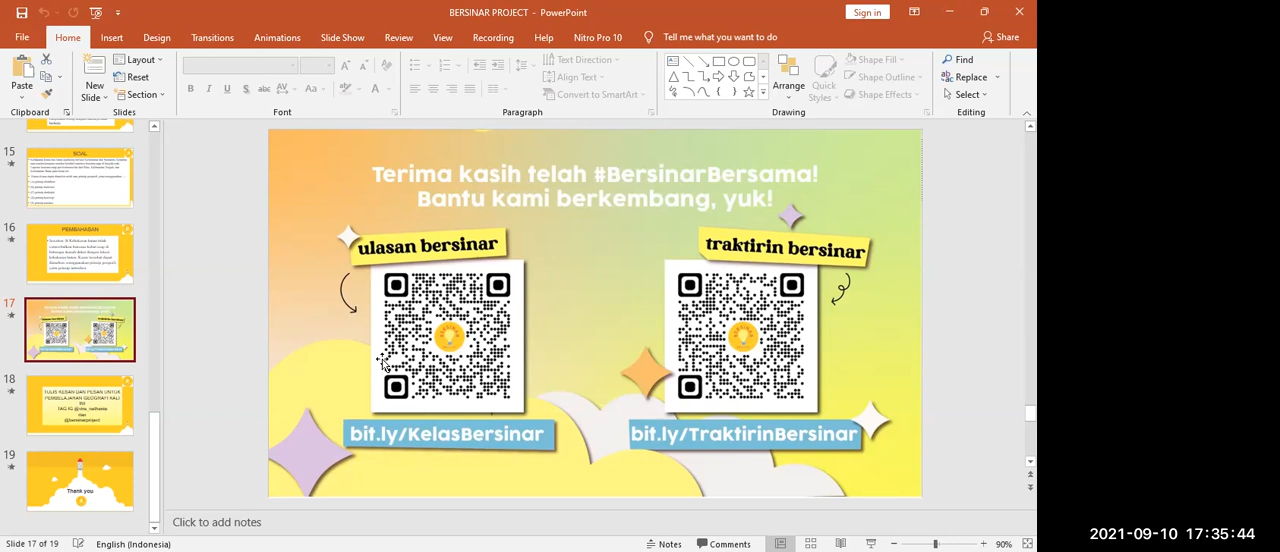 BERSINAR PROJECT - PowerPoint
Sign in
File
Home
Insert
Design
Transitions
Animations
Slide Show
Review
View
Recording
Help
Nitro Pro 10
Tell me what you want to do
Share
Paste
New Slide
Layout
Reset
Section
Text Direction
Align Text
Convert to SmartArt
Arrange
Quick Styles
Shape Fill
Shape Outline
Shape Effects
Find
Replace
Select
Clipboard
Slides
Font
Paragraph
Drawing
Editing
15
SOAL
16
PEMBAHASAN
17
18
TULIS KESAN DAN PESAN UNTUK
PEMBELAJARAN GEOGRAFI KALI
INI
@bersinarproject
19
Thank you
Terima kasih telah #BersinarBersama!
Bantu kami berkembang, yuk!
ulasan bersinar
traktirin bersinar
BERSINAR
BERSINAR
bit.ly/KelasBersinar
bit.ly/TraktirinBersinar
Click to add notes
Slide 17 of 19
English (Indonesia)
Notes
Comments
90%
2021-09-10 17:35:44